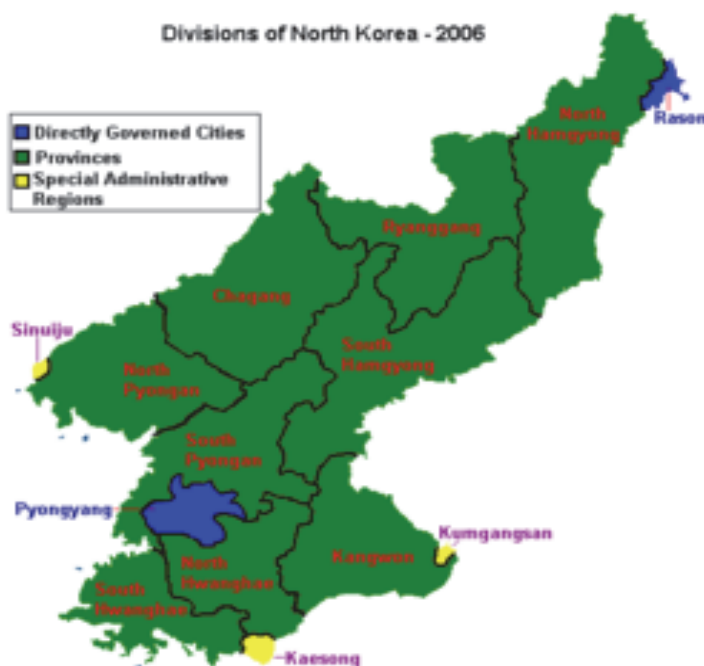 Divisions of North Korea - 2006
Directly Governed Cities
Provinces
Special Administrative
Regions
North
Hamgyong
Rason
Ryanggang
Chagang
Sinuiju
South
Hamgyong
North
Pyongan
South
Pyongan
Pyongyang
Kumgangsan
Kangwon
North
Hwanghae
South
Hwanghae
Kaesong